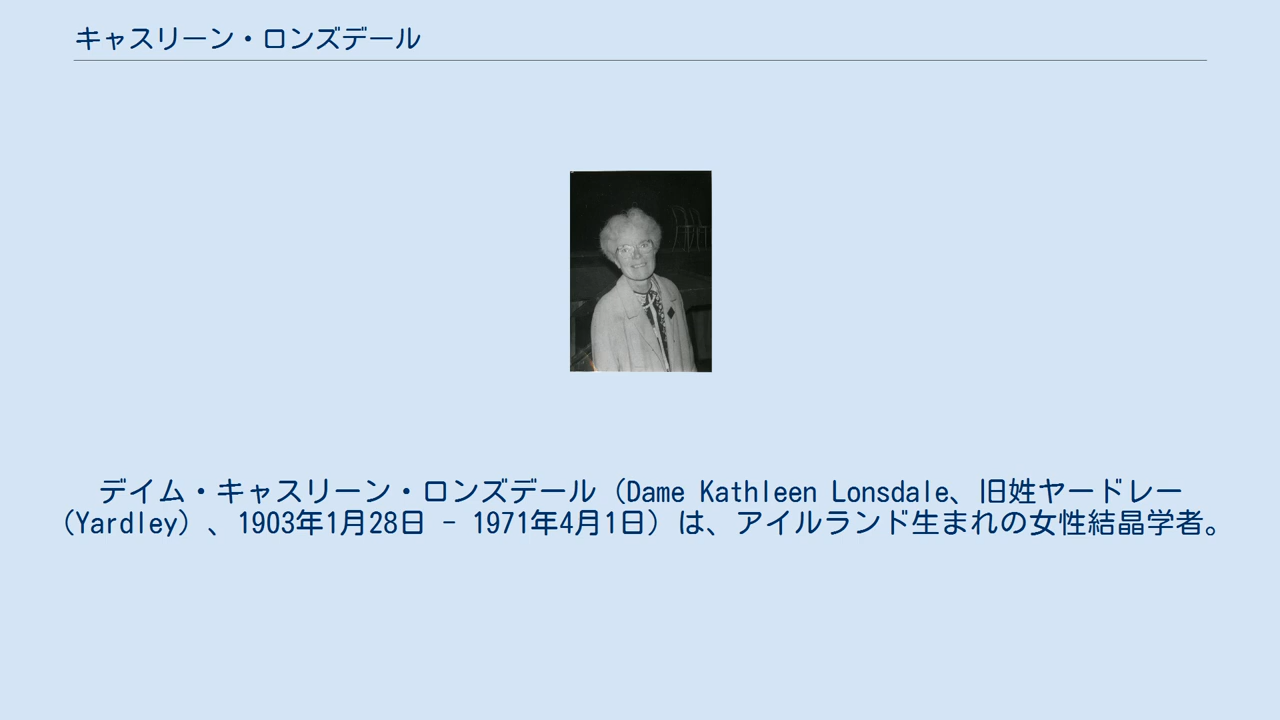 キャスリーン・ロンズデール
デイム・キャスリーン・ロンズデール（Dame Kathleen Lonsdale、旧姓ヤードレー
（Yardley）、1903年1月28日 - 1971年4月1日）は、アイルランド生まれの女性結晶学者。